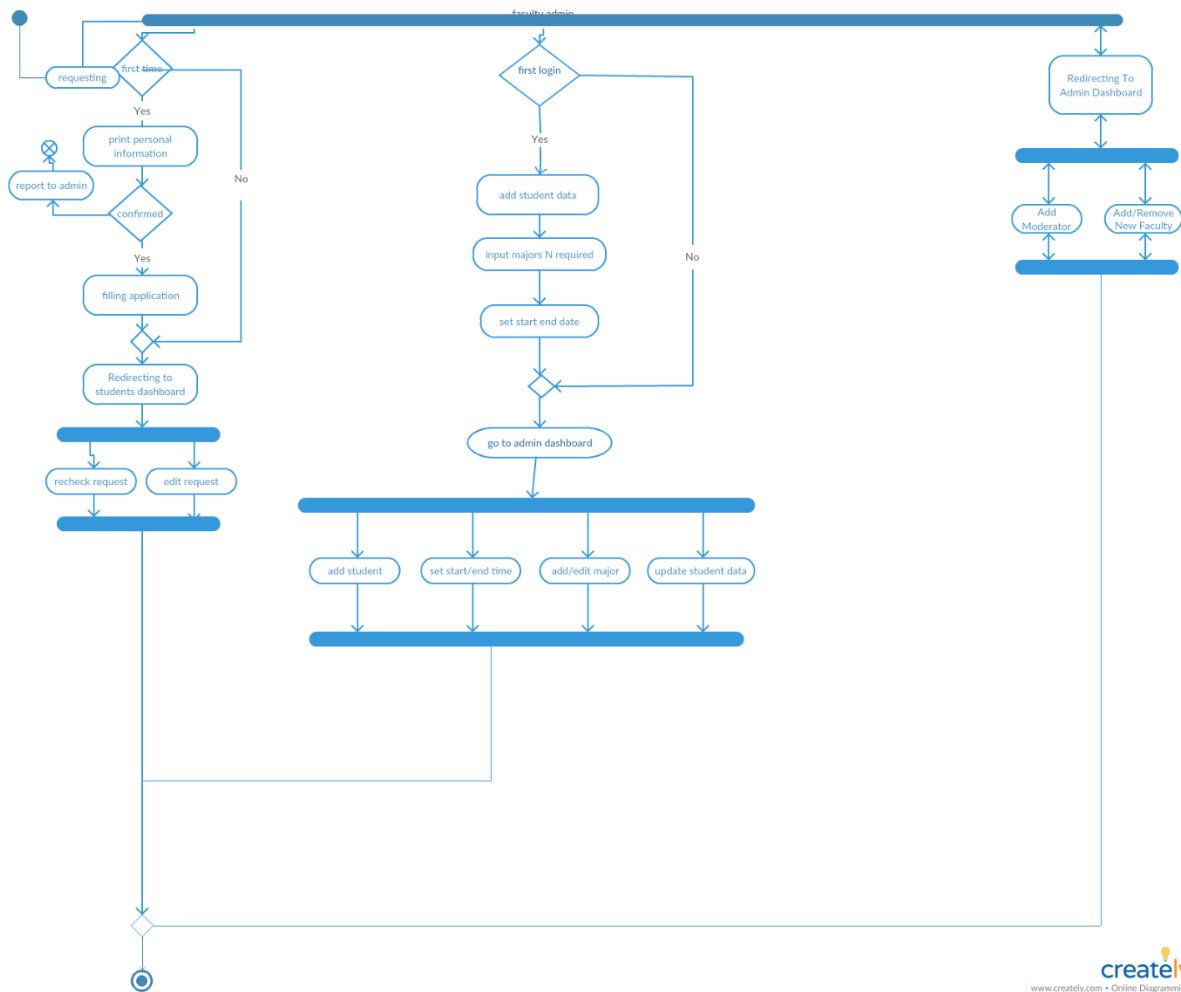 faculty admin
requesting
first time
first login
Redirecting To
Admin Dashboard
Yes
print personal
information
Yes
No
report to admin
confirmed
add student data
Add
Moderator
Add/Remove
New Faculty
Yes
input majors N required
No
filling application
set start end date
Redirecting to
students dashboard
go to admin dashboard
recheck request
edit request
add student
set start/end time
add/edit major
update student data
creately
www.creately.com • Online Diagrammi